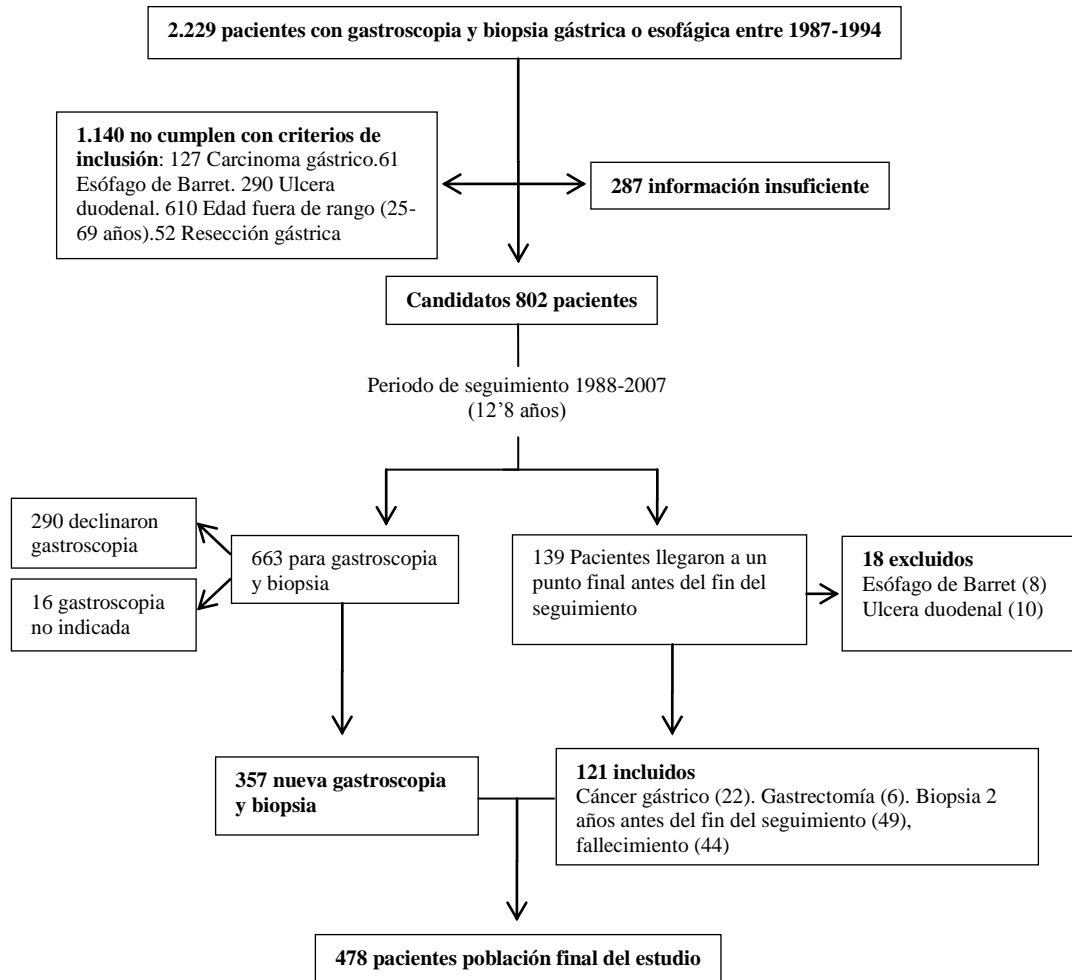 2.229 pacientes con gastroscopia y biopsia gástrica o esofágica entre 1987-1994
1.140 no cumplen con criterios de
inclusión: 127 Carcinoma gástrico.61
Esófago de Barret. 290 Ulcera
duodenal. 610 Edad fuera de rango (25-
69 años).52 Resección gástrica
287 información insuficiente
Candidatos 802 pacientes
Periodo de seguimiento 1988-2007
(12’8 años)
290 declinaron
gastroscopia
16 gastroscopia
no indicada
663 para gastroscopia
y biopsia
139 Pacientes llegaron a un
punto final antes del fin del
seguimiento
18 excluidos
Esófago de Barret (8)
Ulcera duodenal (10)
357 nueva gastroscopia
y biopsia
121 incluidos
Cáncer gástrico (22). Gastrectomía (6). Biopsia 2
años antes del fin del seguimiento (49),
fallecimiento (44)
478 pacientes población final del estudio